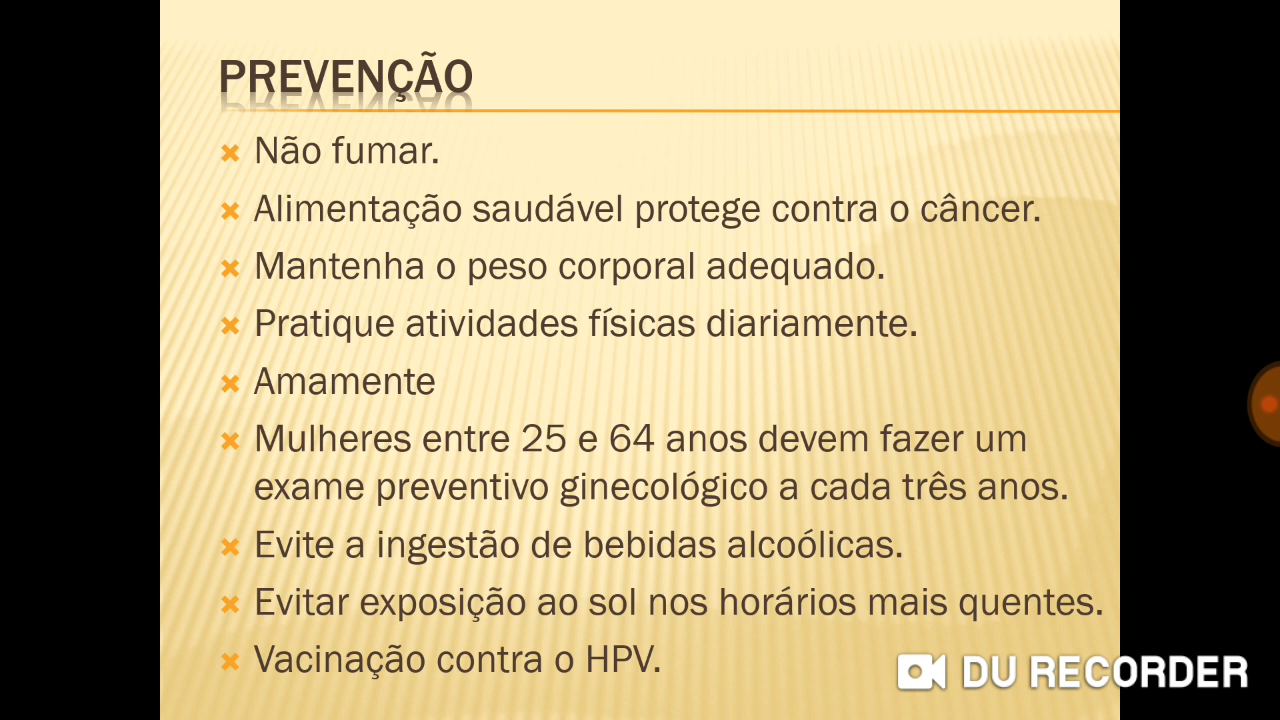 PREVENÇÃO
Não fumar.
Alimentação saudável protege contra o câncer.
Mantenha o peso corporal adequado.
Pratique atividades físicas diariamente.
Amamente
Mulheres entre 25 e 64 anos devem fazer um
exame preventivo ginecológico a cada três anos.
Evite a ingestão de bebidas alcoólicas.
Evitar exposição ao sol nos horários mais quentes.
Vacinação contra o HPV.
DU RECORDER